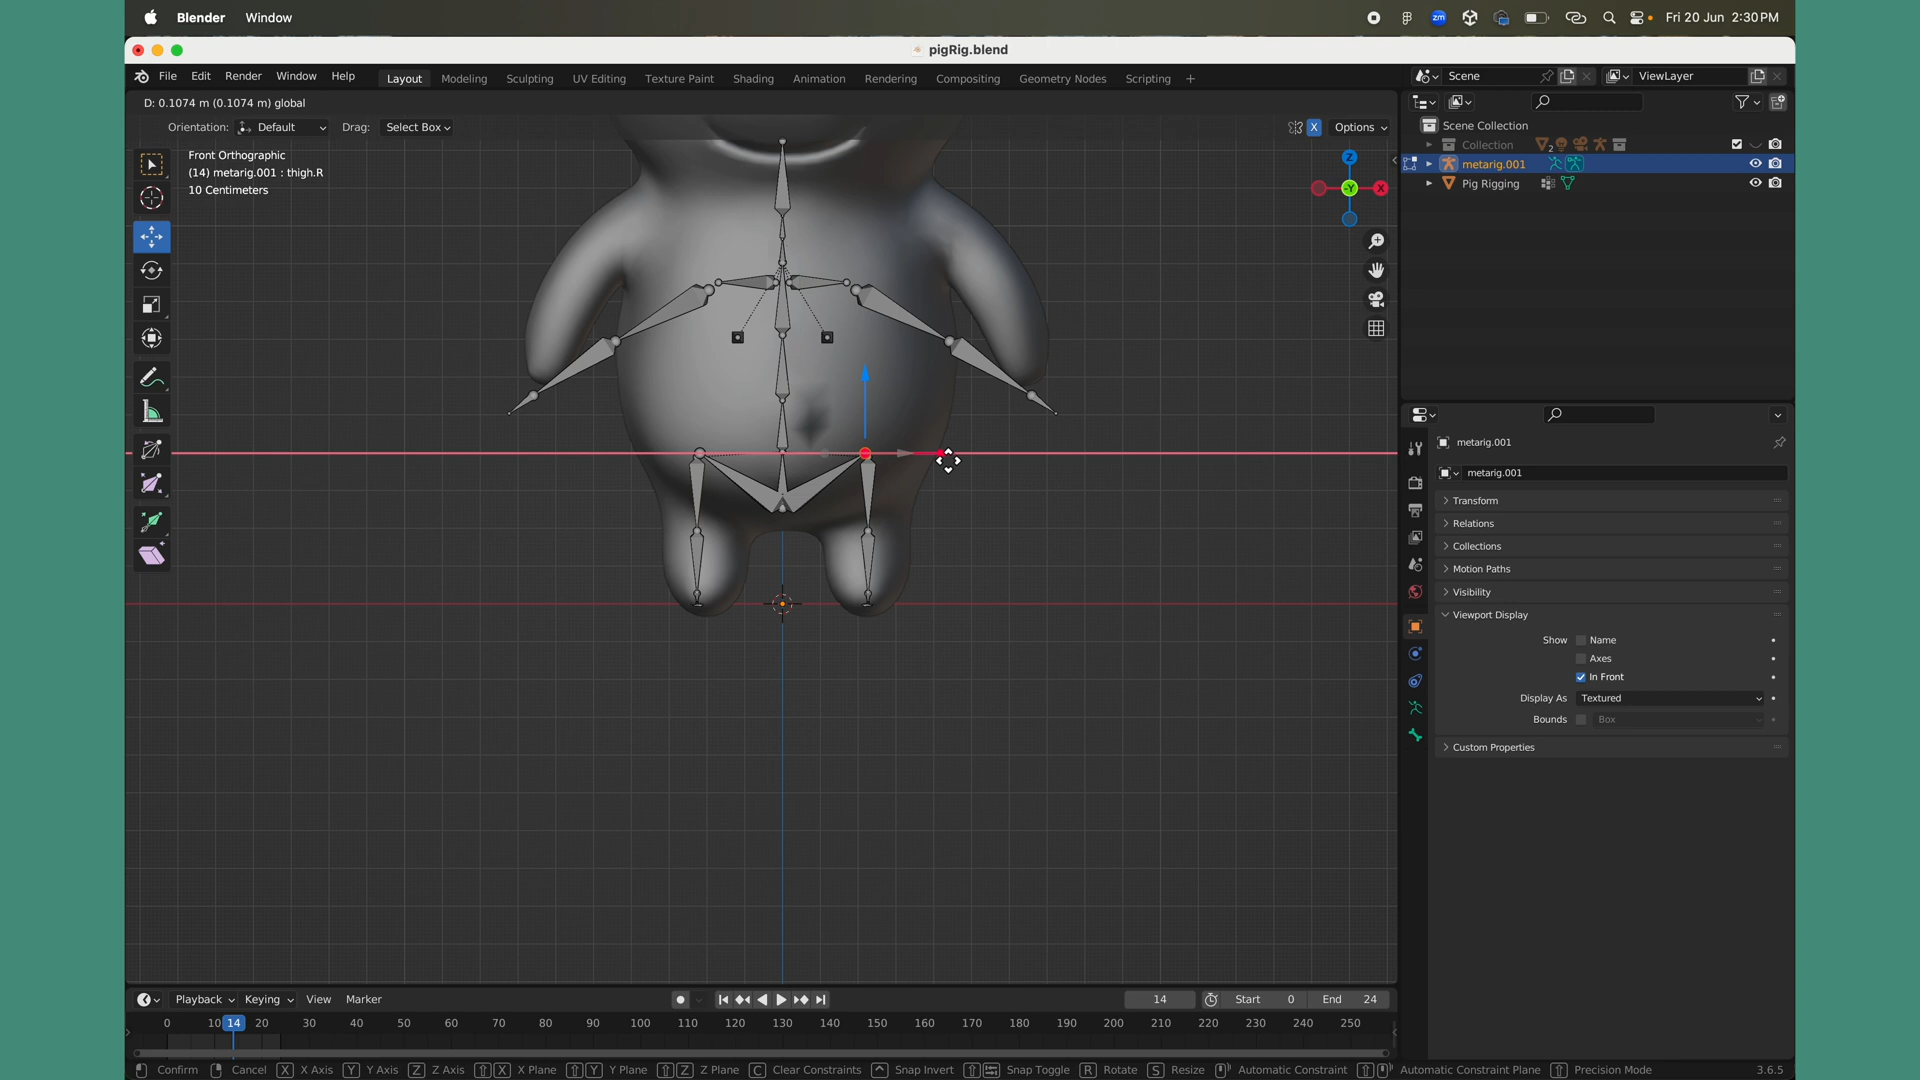 Blender Window zm Fri 20 Jun 2:30PM
pigRig.blend
File Edit Render Window Help Layout Modeling Sculpting UV Editing Texture Paint Shading Animation Rendering Compositing Geometry Nodes Scripting + Scene ViewLayer
D: 0.1074 m (0.1074 m) global
Orientation: Default Drag: Select Box X Options
Scene Collection
Collection 2
metarig.001
Pig Rigging
Front Orthographic
(14) metarig.001 : thigh.R
10 Centimeters
Z
-Y X
metarig.001
metarig.001
Transform
Relations
Collections
Motion Paths
Visibility
Viewport Display
Show Name
Axes
In Front
Display As Textured
Bounds Box
Custom Properties
Playback Keying View Marker 14 Start 0 End 24
0 10 14 20 30 40 50 60 70 80 90 100 110 120 130 140 150 160 170 180 190 200 210 220 230 240 250
Confirm Cancel X X Axis Y Y Axis Z Z Axis X X Plane Y Y Plane Z Z Plane C Clear Constraints Snap Invert Snap Toggle R Rotate S Resize Automatic Constraint Automatic Constraint Plane Precision Mode 3.6.5